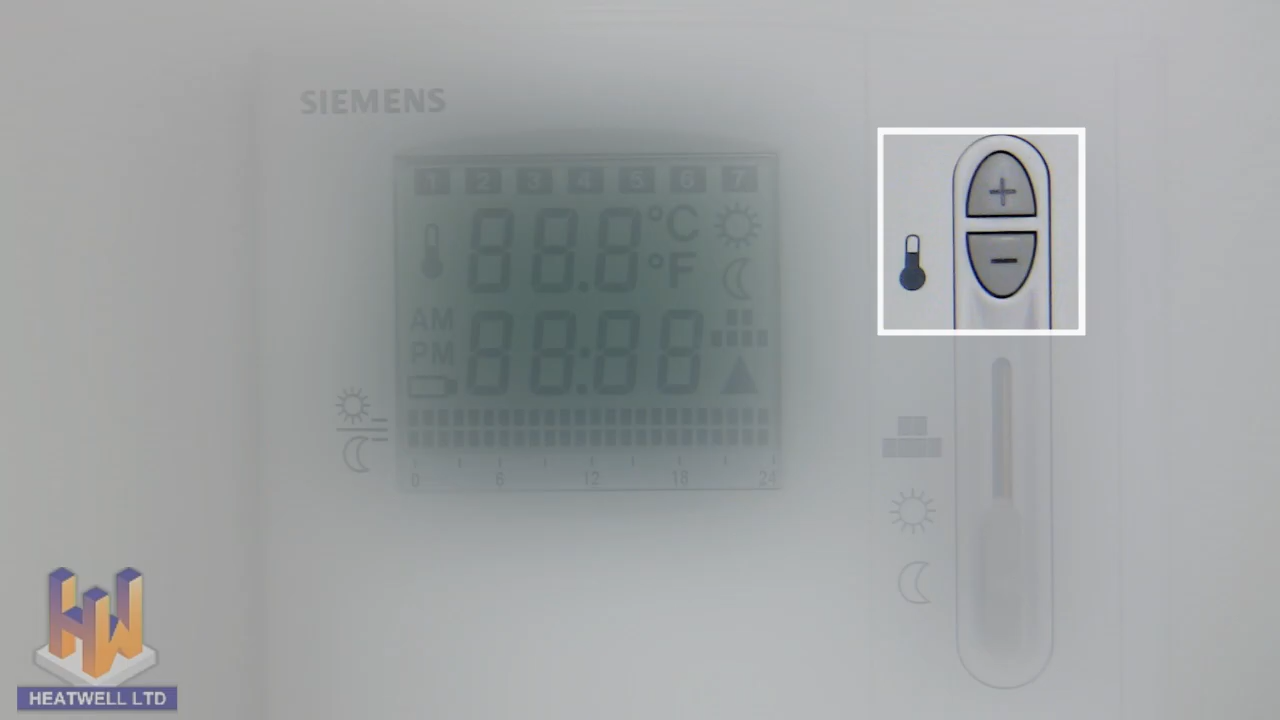 SIEMENS
1 2 3 4 5 6 7
88.8 °C
°F
AM
PM
88:88
0 6 12 18 24
+
−
HEATWELL LTD